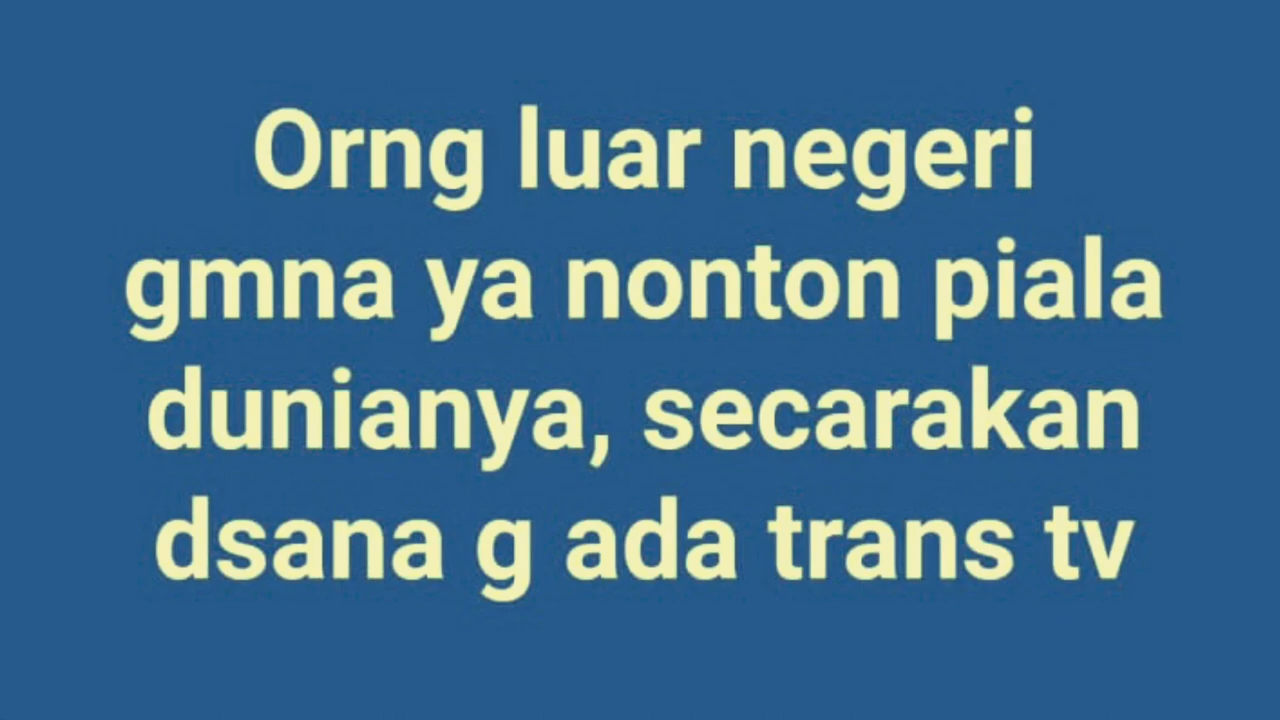 Orng luar negeri
gmna ya nonton piala
dunianya, secarakan
dsana g ada trans tv